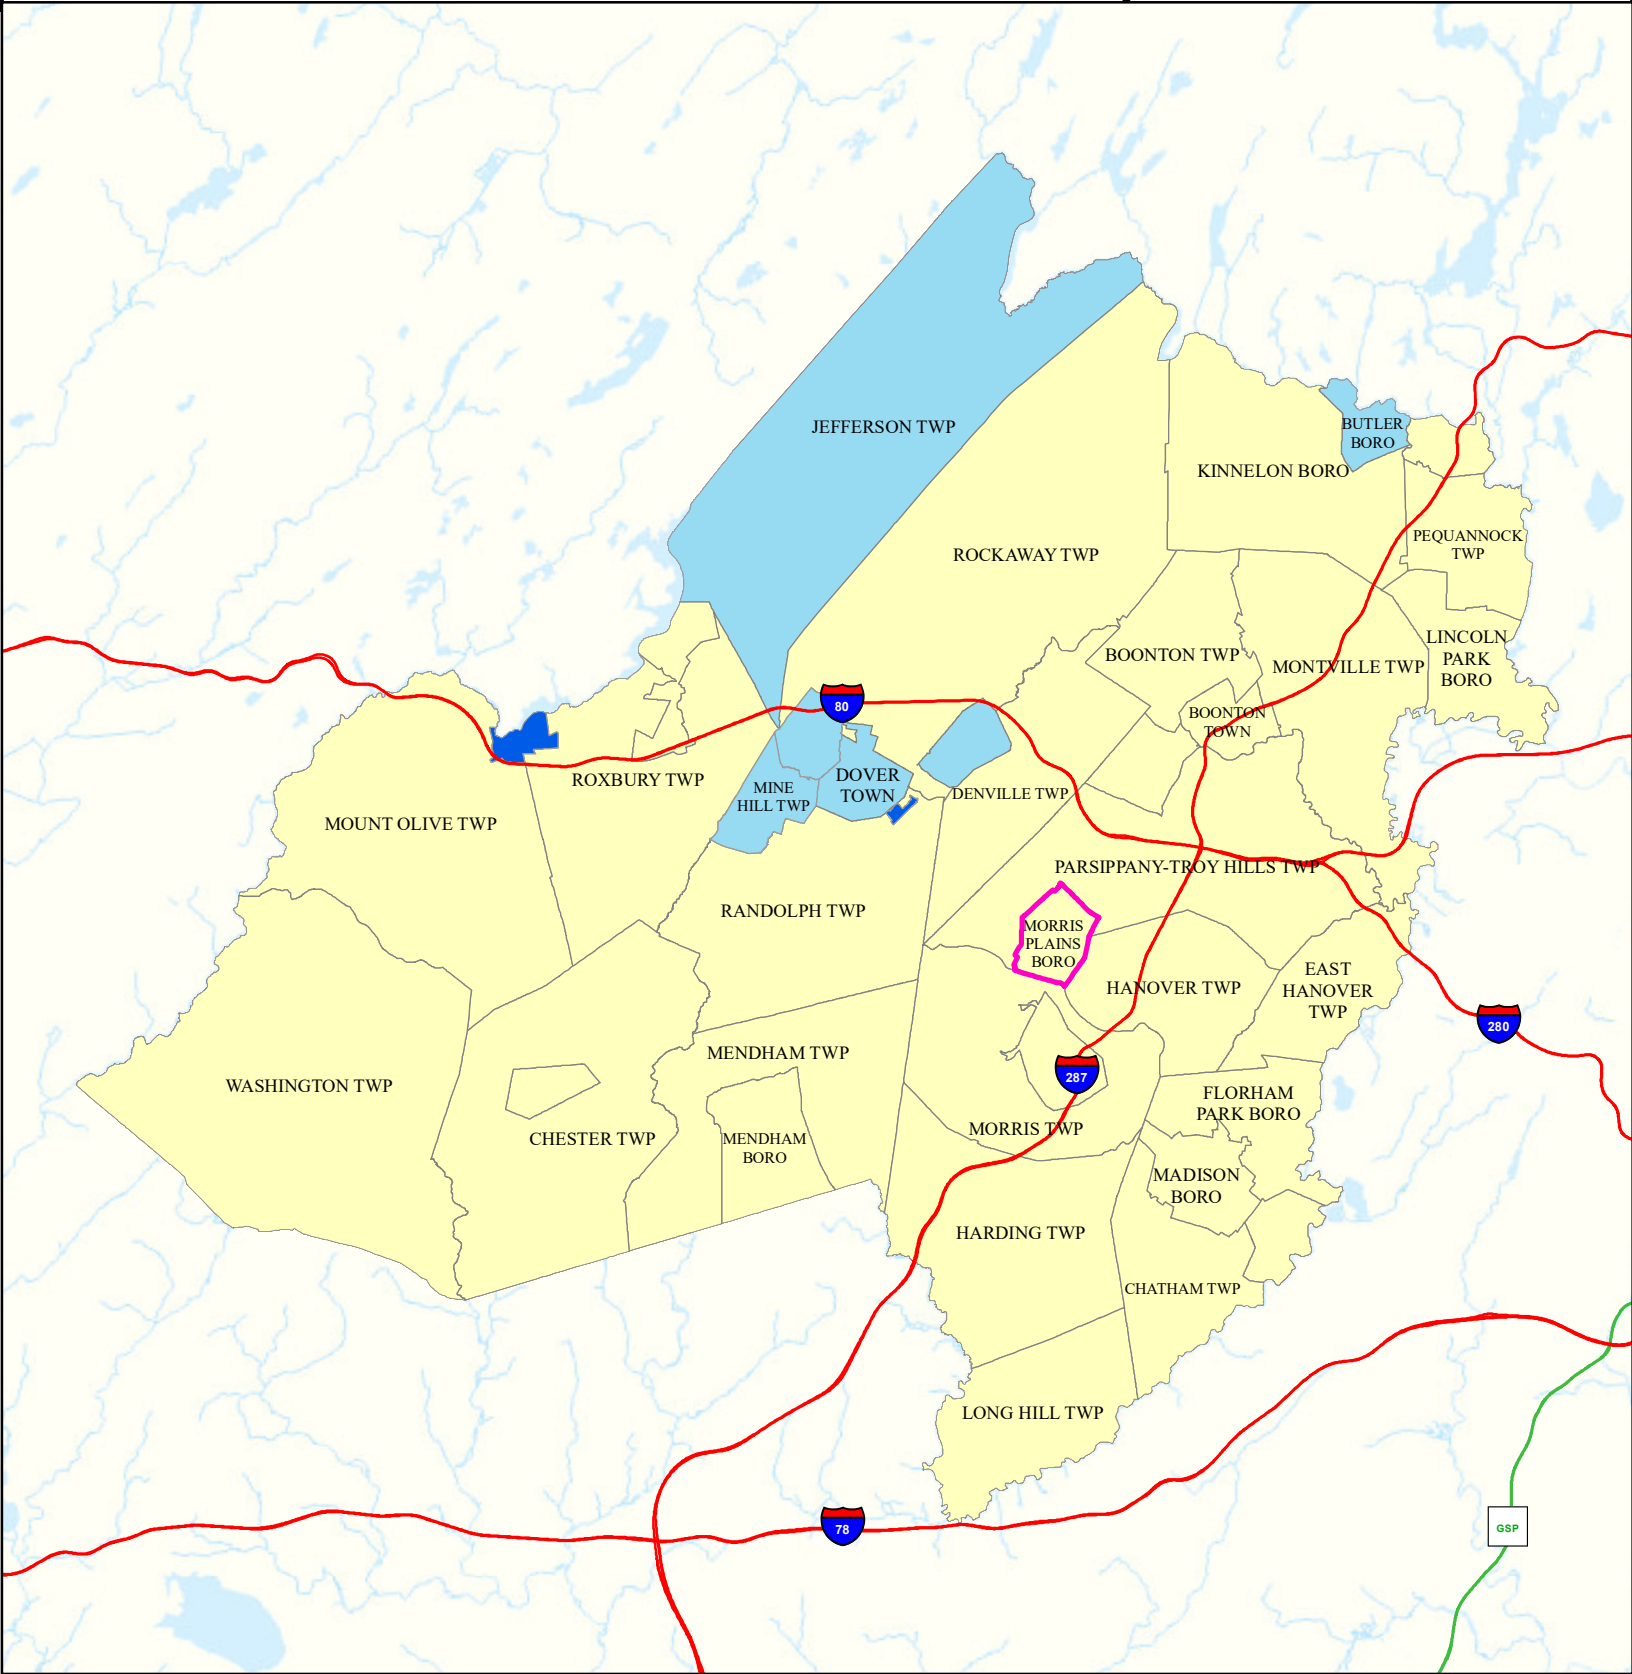 JEFFERSON TWP
BUTLER
BORO
KINNELON BORO
PEQUANNOCK
TWP
ROCKAWAY TWP
LINCOLN
PARK
BORO
BOONTON TWP
MONTVILLE TWP
80
BOONTON
TOWN
ROXBURY TWP
MINE
HILL TWP
DOVER
TOWN
DENVILLE TWP
MOUNT OLIVE TWP
PARSIPPANY-TROY HILLS TWP
RANDOLPH TWP
MORRIS
PLAINS
BORO
HANOVER TWP
EAST
HANOVER
TWP
280
MENDHAM TWP
287
WASHINGTON TWP
FLORHAM
PARK BORO
CHESTER TWP
MENDHAM
BORO
MORRIS TWP
MADISON
BORO
HARDING TWP
CHATHAM TWP
LONG HILL TWP
78
GSP